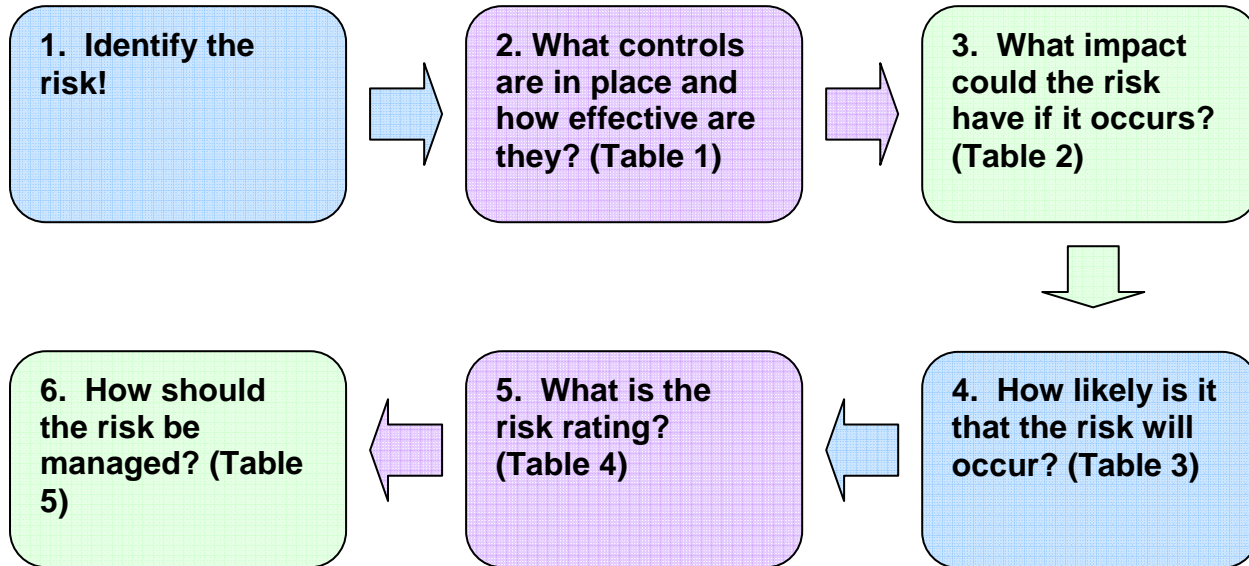 1.  Identify the
risk!
2. What controls
are in place and
how effective are
they? (Table 1)
3.  What impact
could the risk
have if it occurs?
(Table 2)
4.  How likely is it
that the risk will
occur? (Table 3)
5.  What is the
risk rating?
(Table 4)
6.  How should
the risk be
managed? (Table
5)